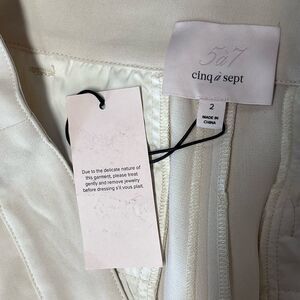 5à7
cinq à sept
2
MADE IN
CHINA
Due to the delicate nature of
this garment, please treat
gently and remove jewelry
before dressing s'il vous plait.